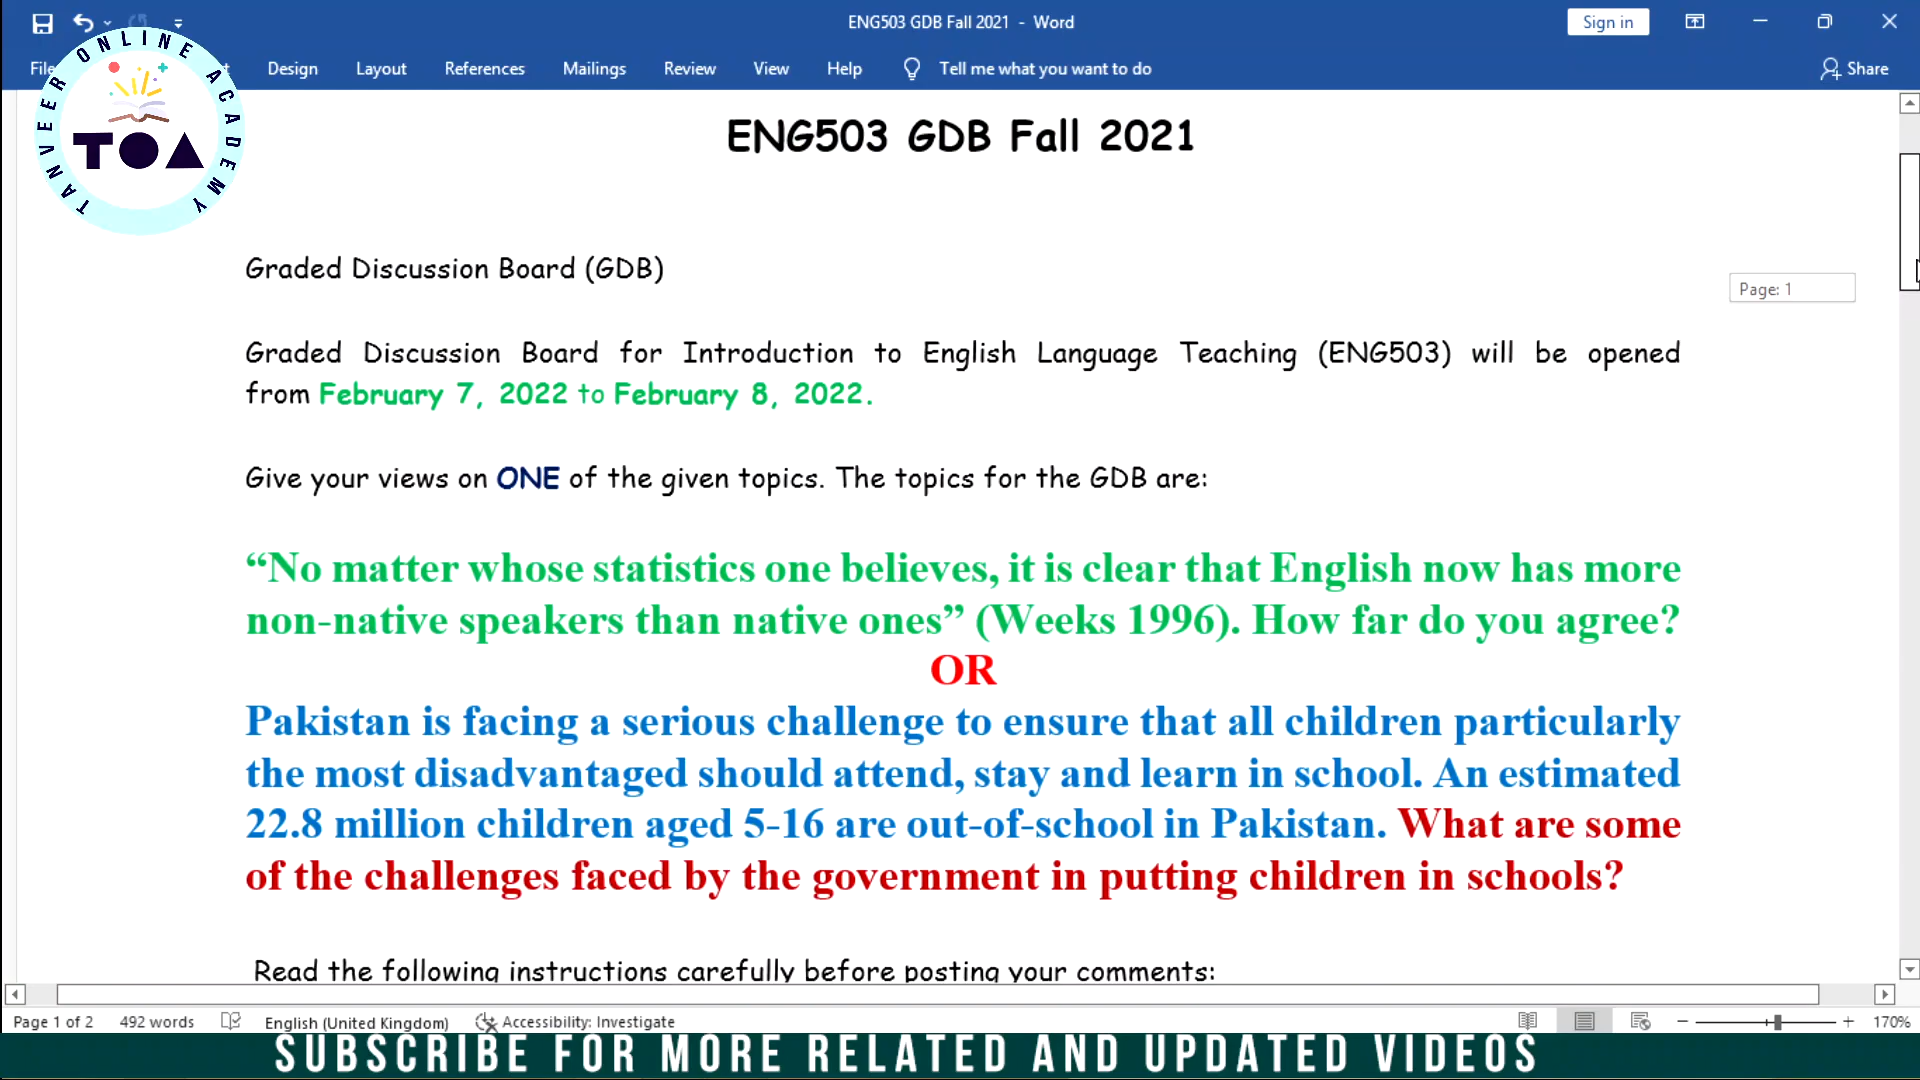 ENG503 GDB Fall 2021 - Word
Sign in
File
Design
Layout
References
Mailings
Review
View
Help
Tell me what you want to do
Share
TANVEER ONLINE ACADEMY
TOA
ENG503 GDB Fall 2021
Graded Discussion Board (GDB)
Page: 1
Graded Discussion Board for Introduction to English Language Teaching (ENG503) will be opened
from February 7, 2022 to February 8, 2022.
Give your views on ONE of the given topics. The topics for the GDB are:
“No matter whose statistics one believes, it is clear that English now has more
non-native speakers than native ones” (Weeks 1996). How far do you agree?
OR
Pakistan is facing a serious challenge to ensure that all children particularly
the most disadvantaged should attend, stay and learn in school. An estimated
22.8 million children aged 5-16 are out-of-school in Pakistan. What are some
of the challenges faced by the government in putting children in schools?
Read the following instructions carefully before posting your comments:
Page 1 of 2
492 words
English (United Kingdom)
Accessibility: Investigate
170%
SUBSCRIBE FOR MORE RELATED AND UPDATED VIDEOS